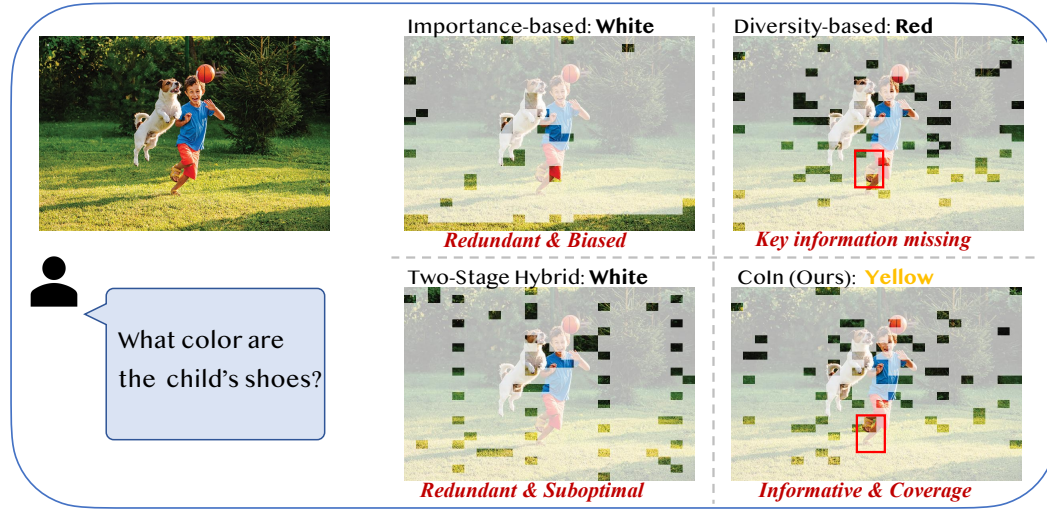 Importance-based: White
Diversity-based: Red
Redundant & Biased
Key information missing
Two-Stage Hybrid: White
CoIn (Ours): Yellow
What color are
the child's shoes?
Redundant & Suboptimal
Informative & Coverage